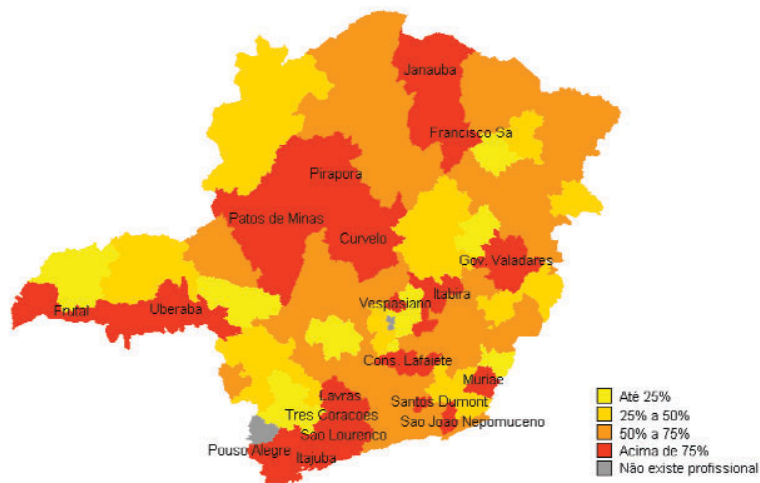 Janauba
Francisco Sa
Pirapora
Patos de Minas
Curvelo
Gov. Valadares
Vespasiano
Itabira
Frutal
Uberaba
Cons. Lafaiete
Muriae
Lavras
Santos Dumont
Tres Coracoes
Sao Joao Nepomuceno
Sao Lourenco
Pouso Alegre
Itajuba
Até 25%
25% a 50%
50% a 75%
Acima de 75%
Não existe profissional